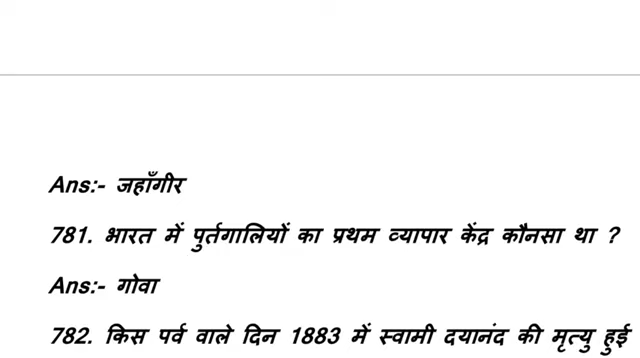 Ans:- जहाँगीर
781. भारत में पुर्तगालियों का प्रथम व्यापार केंद्र कौनसा था ?
Ans:- गोवा
782. किस पर्व वाले दिन 1883 में स्वामी दयानंद की मृत्यु हुई